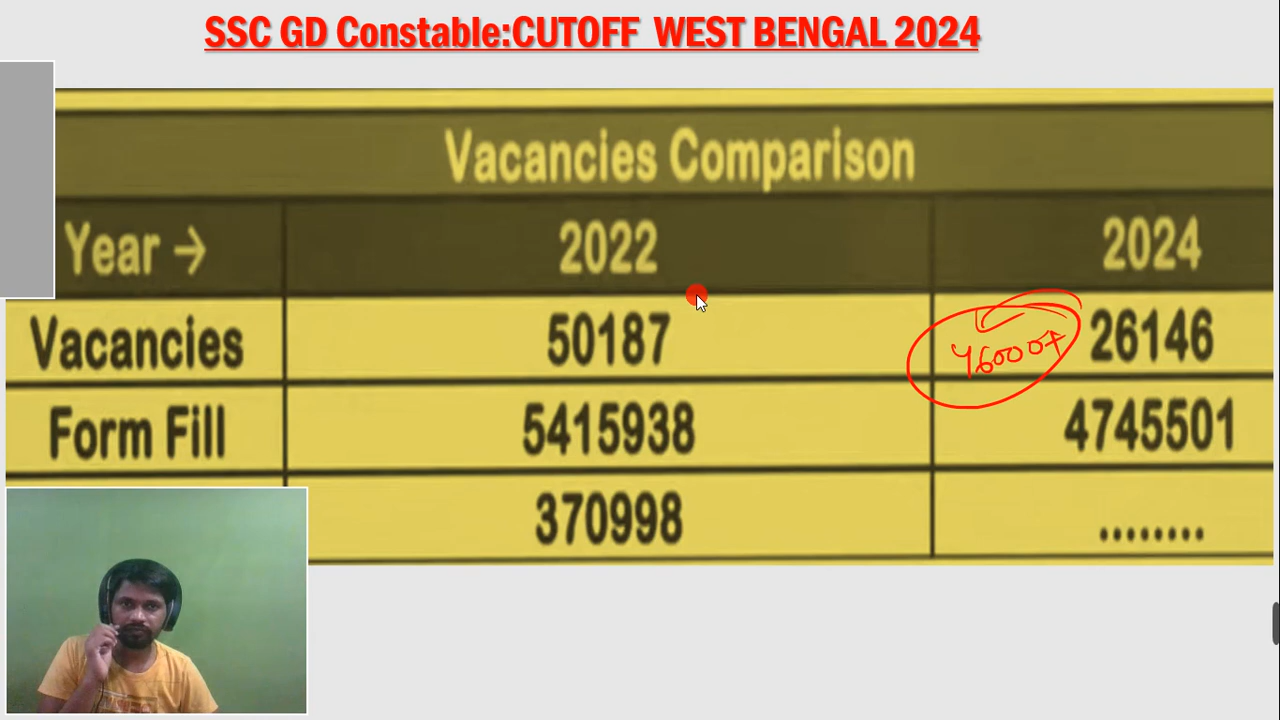 SSC GD Constable:CUTOFF WEST BENGAL 2024
Vacancies Comparison
Year → 2022 2024
Vacancies 50187 46000+ 26146
Form Fill 5415938 4745501
370998 ........